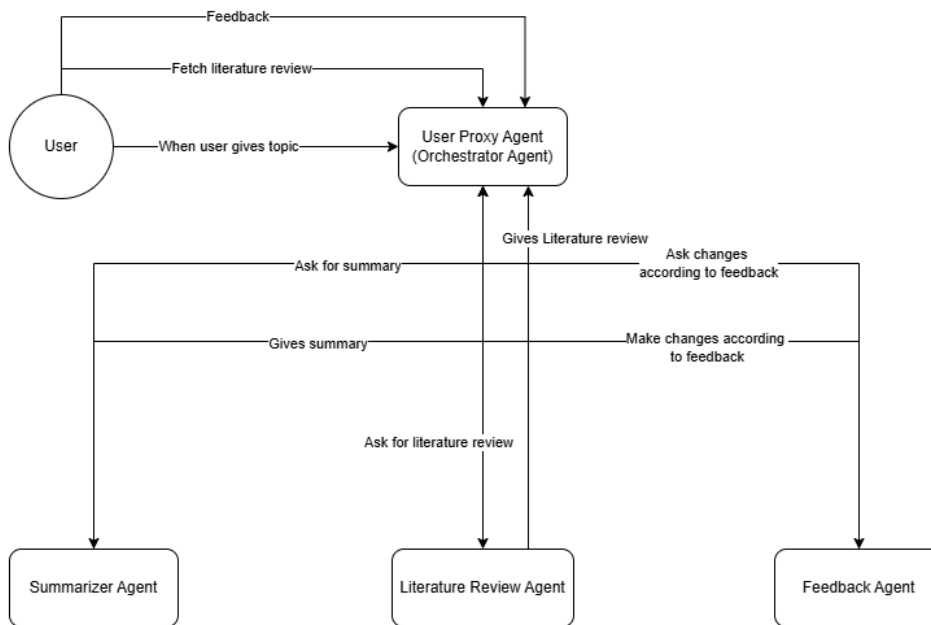 Feedback
Fetch literature review
User
When user gives topic
User Proxy Agent
(Orchestrator Agent)
Gives Literature review
Ask for summary
Ask changes
according to feedback
Gives summary
Make changes according
to feedback
Ask for literature review
Summarizer Agent
Literature Review Agent
Feedback Agent